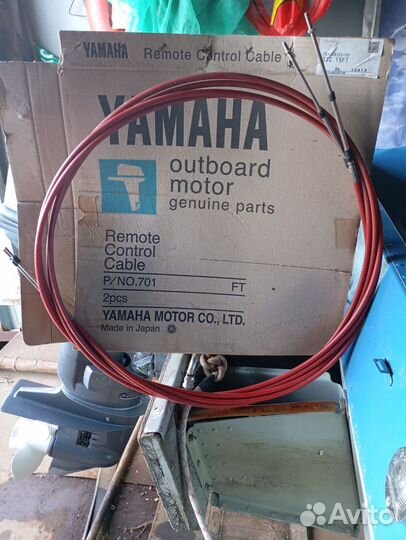 YAMAHA Remote Control Cable
R/C 15FT
YAMAHA
outboard
motor
genuine parts
Remote
Control
Cable
P/NO.701 FT
2pcs
YAMAHA MOTOR CO., LTD.
Made in Japan
Avito